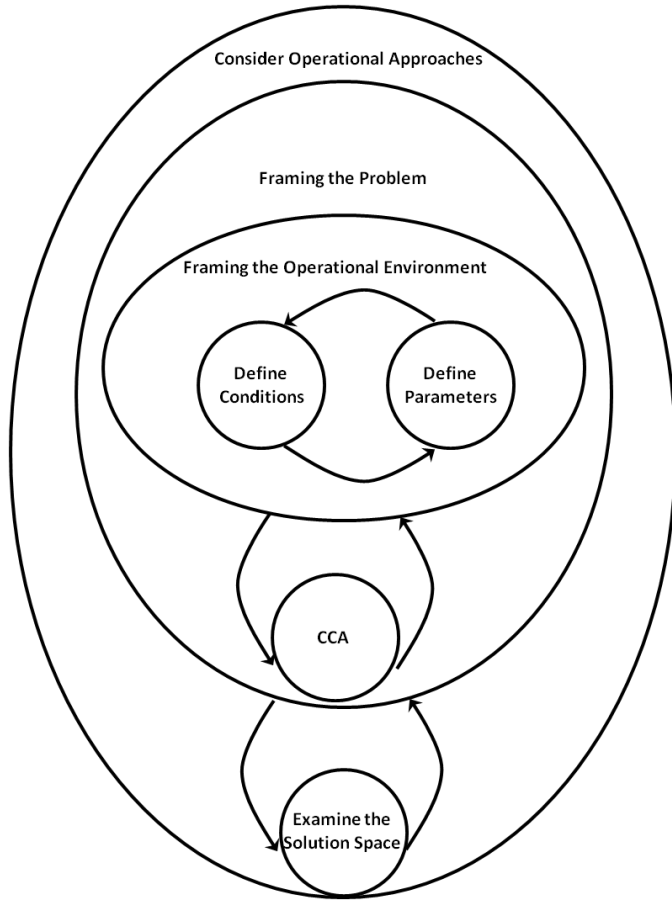 Consider Operational Approaches
Framing the Problem
Framing the Operational Environment
Define
Conditions
Define
Parameters
CCA
Examine the
Solution Space